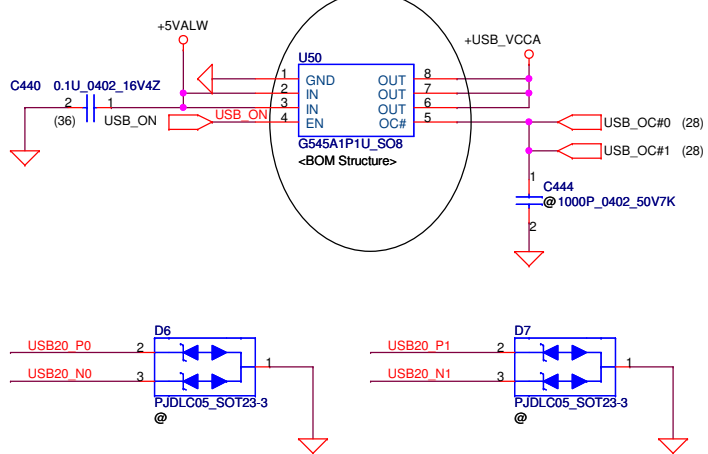 +5VALW
+USB_VCCA
U50
C440 0.1U_0402_16V4Z
1 GND OUT 8
2 IN OUT 7
3 IN OUT 6
4 EN OC# 5
2 1
(36) USB_ON
USB_ON
G545A1P1U_SO8
<BOM Structure>
USB_OC#0 (28)
USB_OC#1 (28)
1
C444
@ 1000P_0402_50V7K
2
D6
USB20_P0 2
1
USB20_N0 3
PJDLC05_SOT23-3
@
D7
USB20_P1 2
1
USB20_N1 3
PJDLC05_SOT23-3
@